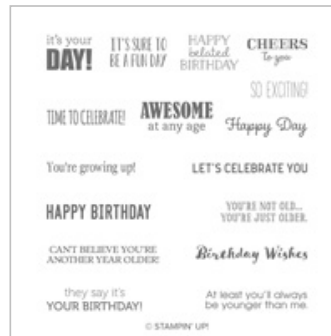 it's your
DAY!
IT'S SURE TO
BE A FUN DAY
HAPPY
belated
BIRTHDAY
CHEERS
to you
SO EXCITING!
TIME TO CELEBRATE!
AWESOME
at any age
Happy Day
You're growing up!
LET'S CELEBRATE YOU
HAPPY BIRTHDAY
YOU'RE NOT OLD...
YOU'RE JUST OLDER.
CAN'T BELIEVE YOU'RE
ANOTHER YEAR OLDER!
Birthday Wishes
they say it's
YOUR BIRTHDAY!
At least you'll always
be younger than me.
© STAMPIN' UP!